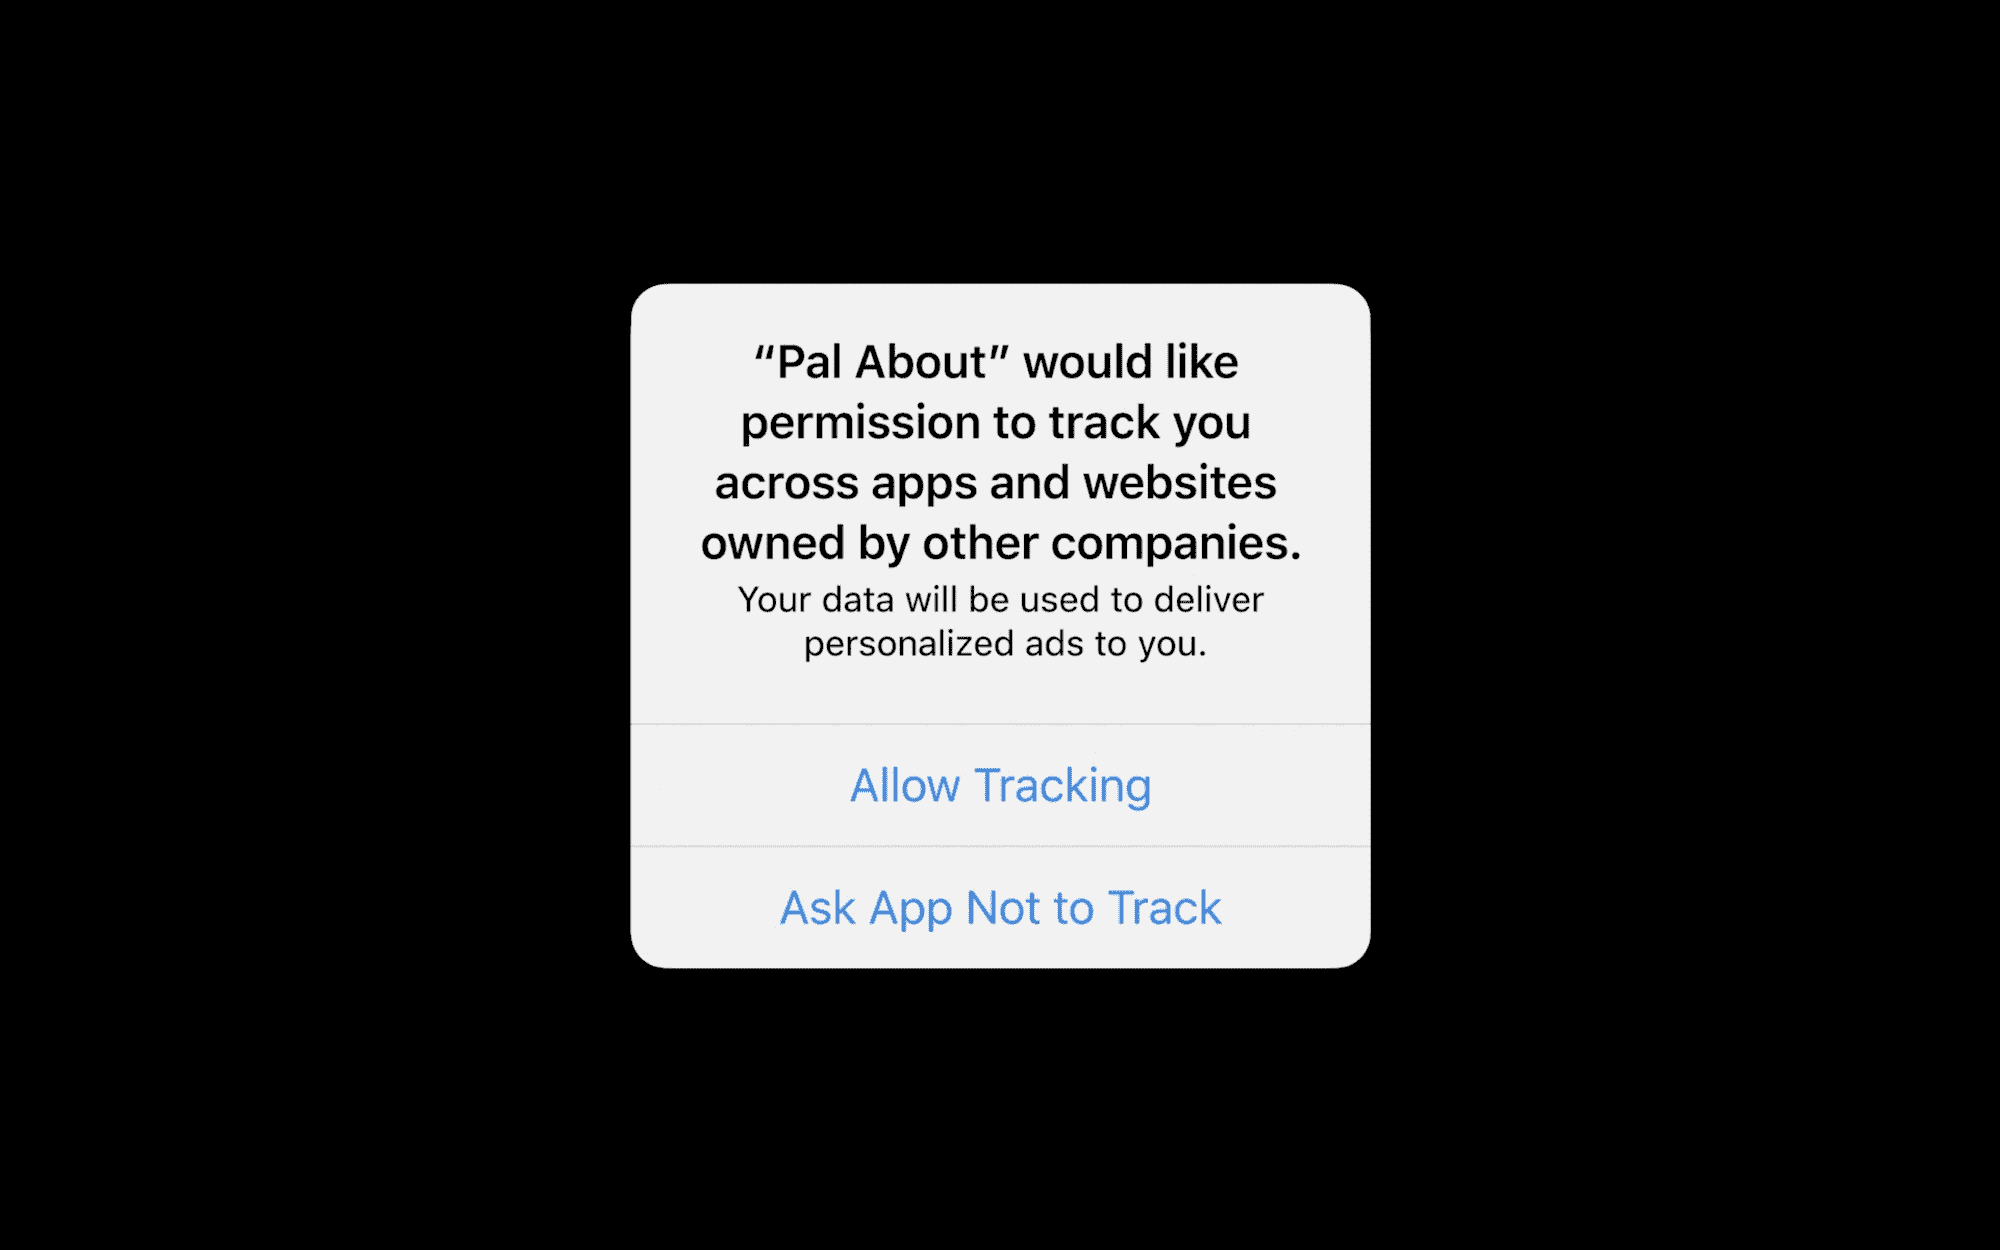 “Pal About” would like
permission to track you
across apps and websites
owned by other companies.
Your data will be used to deliver
personalized ads to you.
Allow Tracking
Ask App Not to Track